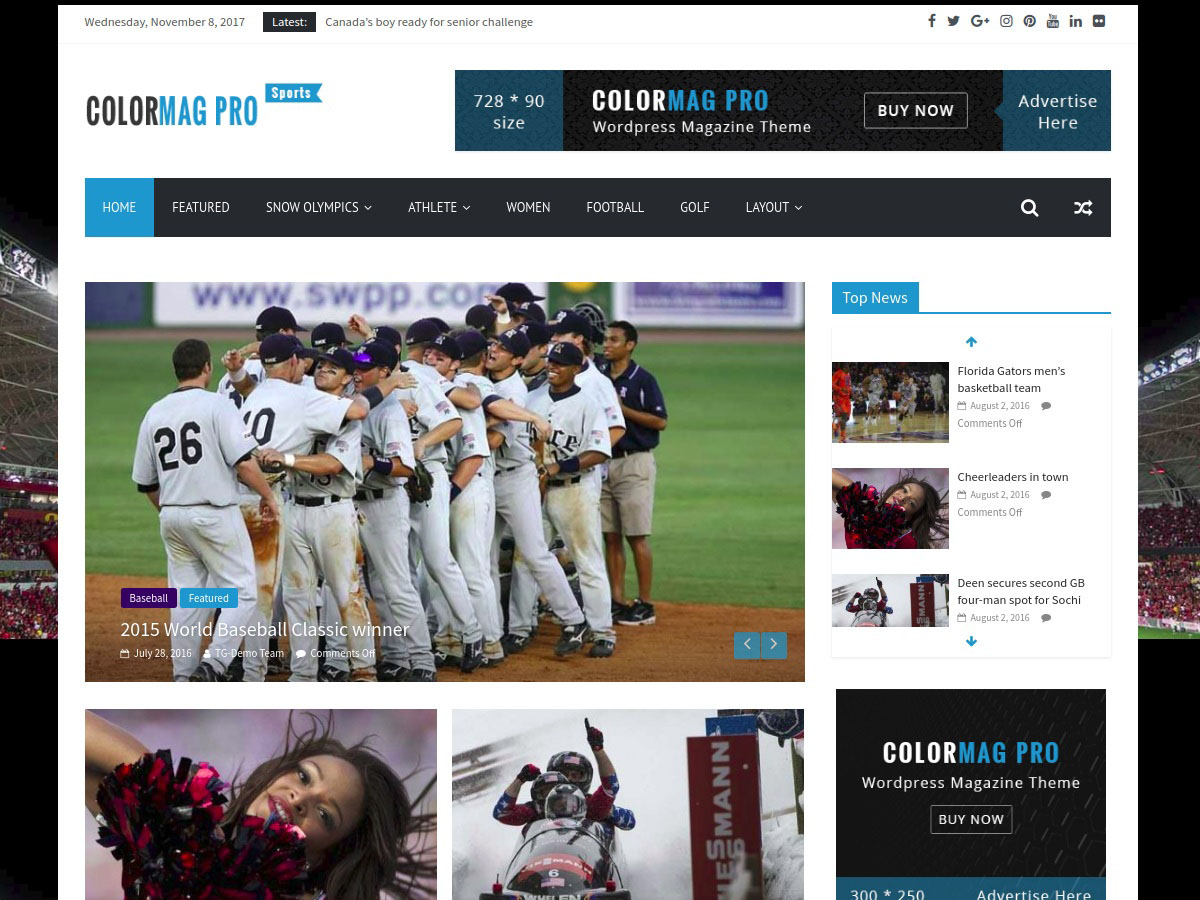 Wednesday, November 8, 2017
Latest:
Canada's boy ready for senior challenge
COLORMAG PRO
Sports
728 * 90
size
COLORMAG PRO
Wordpress Magazine Theme
BUY NOW
Advertise
Here
HOME
FEATURED
SNOW OLYMPICS
ATHLETE
WOMEN
FOOTBALL
GOLF
LAYOUT
www.swpp.co
26
Baseball
Featured
2015 World Baseball Classic winner
July 28, 2016
TG-Demo Team
Comments Off
Top News
Florida Gators men's
basketball team
August 2, 2016
Comments Off
Cheerleaders in town
August 2, 2016
Comments Off
Deen secures second GB
four-man spot for Sochi
August 2, 2016
6
WHELEN
COLORMAG PRO
Wordpress Magazine Theme
BUY NOW
300 * 250
Advertise Here